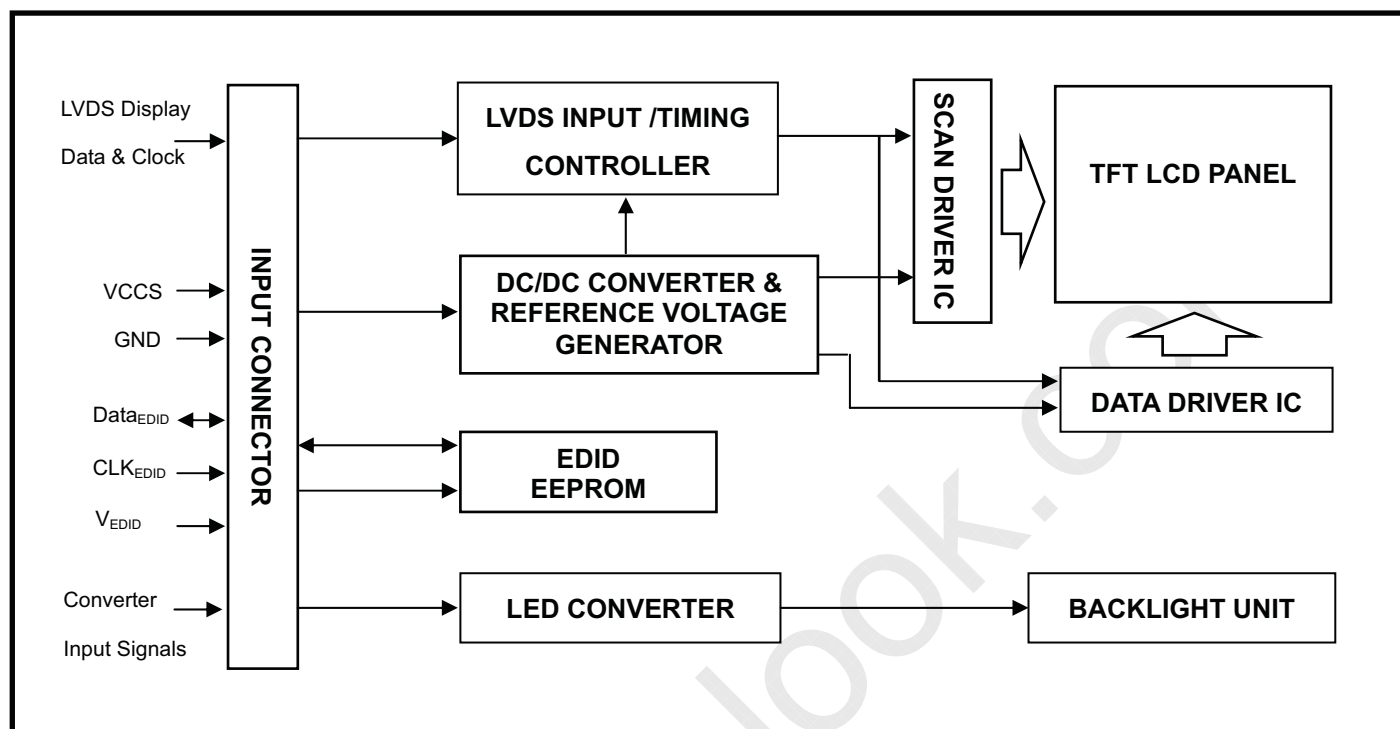 LVDS Display
Data & Clock
VCCS
GND
DataEDID
CLKEDID
VEDID
Converter
Input Signals
INPUT CONNECTOR
LVDS INPUT /TIMING
CONTROLLER
DC/DC CONVERTER &
REFERENCE VOLTAGE
GENERATOR
EDID
EEPROM
LED CONVERTER
SCAN DRIVER IC
TFT LCD PANEL
DATA DRIVER IC
BACKLIGHT UNIT
look.c